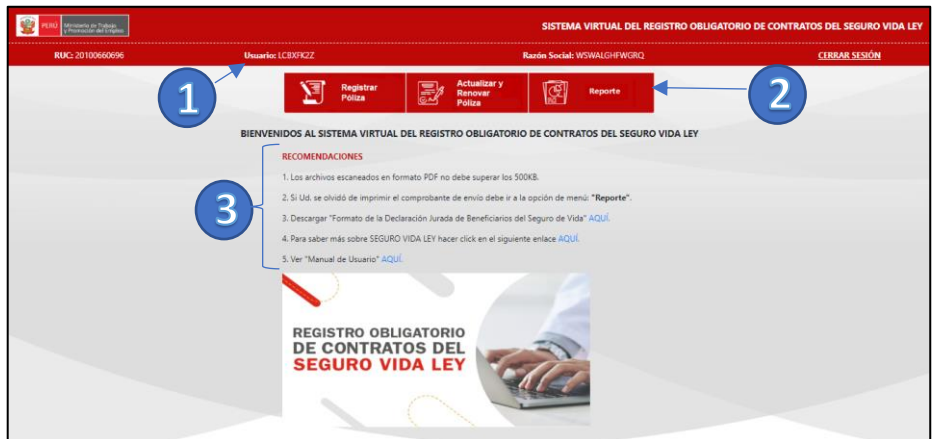 PERÚ
Ministerio de Trabajo
y Promoción del Empleo
SISTEMA VIRTUAL DEL REGISTRO OBLIGATORIO DE CONTRATOS DEL SEGURO VIDA LEY
RUC: 20100660696 Usuario: LCBXFK2Z Razón Social: WSWALGHFWGRQ CERRAR SESIÓN
1
Registrar
Póliza
Actualizar y
Renovar
Póliza
Reporte
2
BIENVENIDOS AL SISTEMA VIRTUAL DEL REGISTRO OBLIGATORIO DE CONTRATOS DEL SEGURO VIDA LEY
3
RECOMENDACIONES
1. Los archivos escaneados en formato PDF no debe superar los 500KB.
2. Si Ud. se olvidó de imprimir el comprobante de envío debe ir a la opción de menú: "Reporte".
3. Descargar "Formato de la Declaración Jurada de Beneficiarios del Seguro de Vida" AQUÍ.
4. Para saber más sobre SEGURO VIDA LEY hacer click en el siguiente enlace AQUÍ.
5. Ver "Manual de Usuario" AQUÍ.
REGISTRO OBLIGATORIO
DE CONTRATOS DEL
SEGURO VIDA LEY